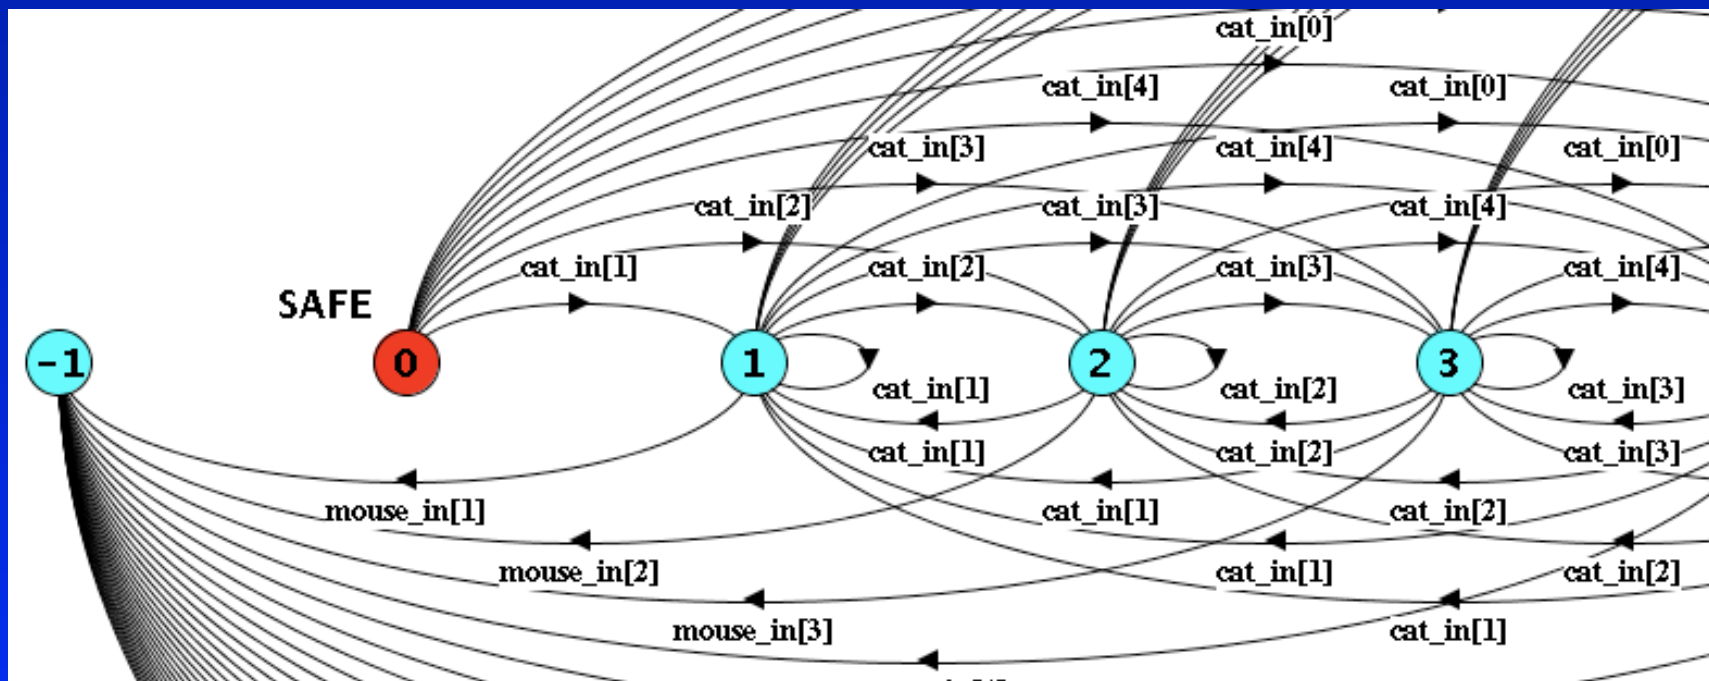 cat_in[0]
cat_in[4] cat_in[0]
cat_in[3] cat_in[4] cat_in[0]
cat_in[2] cat_in[3] cat_in[4]
cat_in[1] cat_in[2] cat_in[3] cat_in[4]
SAFE
-1 0 1 2 3
cat_in[1] cat_in[2] cat_in[3]
cat_in[1] cat_in[2] cat_in[3]
mouse_in[1] cat_in[1] cat_in[2]
mouse_in[2] cat_in[1] cat_in[2]
mouse_in[3] cat_in[1]